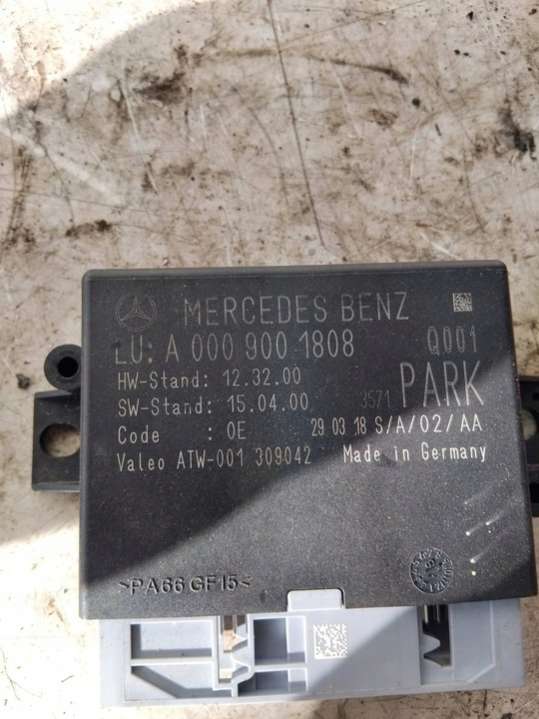 MERCEDES BENZ
LU: A 000 900 1808 Q001
HW-Stand: 12.32.00
3571 PARK
SW-Stand: 15.04.00
Code : 0E 29 03 18 S/A/02/AA
Valeo ATW-001 309042 Made in Germany
>PA66 GF15<